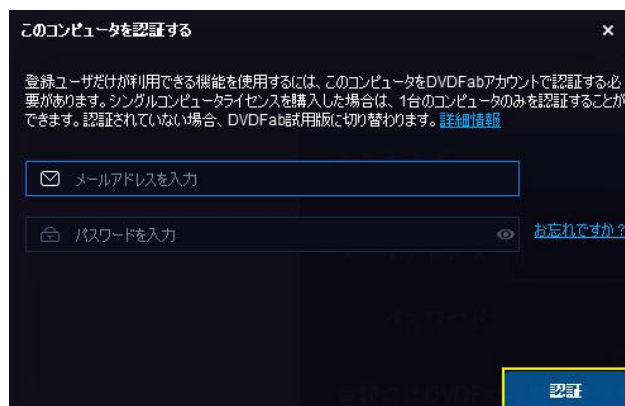 このコンピュータを認証する
登録ユーザだけが利用できる機能を使用するには、このコンピュータをDVDFabアカウントで認証する必
要があります。シングルコンピュータライセンスを購入した場合は、1台のコンピュータのみを認証することが
できます。認証されていない場合、DVDFab試用版に切り替わります。詳細情報
メールアドレスを入力
パスワードを入力
お忘れですか?
認証